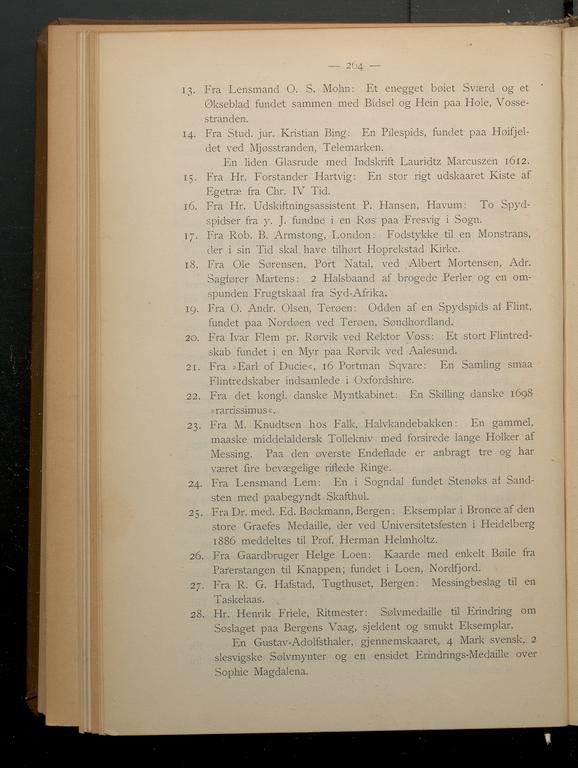 — 264 —
13. Fra Lensmand O. S. Mohn: Et enegget bøiet Sværd og et
Økseblad fundet sammen med Bidsel og Hein paa Hole, Vosse-
stranden.
14. Fra Stud. jur. Kristian Bing: En Pilespids, fundet paa Høifjel-
det ved Mjøsstranden, Telemarken.
En liden Glasrude med Indskrift Lauridtz Marcuszen 1612.
15. Fra Hr. Forstander Hartvig: En stor rigt udskaaret Kiste af
Egetræ fra Chr. IV Tid.
16. Fra Hr. Udskiftningsassistent P. Hansen, Havum: To Spyd-
spidser fra y. J. fundne i en Røs paa Fresvig i Sogn.
17. Fra Rob. B. Armstong, London: Fodstykke til en Monstrans,
der i sin Tid skal have tilhørt Hoprekstad Kirke.
18. Fra Ole Sørensen, Port Natal, ved Albert Mortensen, Adr.
Sagfører Martens: 2 Halsbaand af brogede Perler og en om-
spunden Frugtskaal fra Syd-Afrika.
19. Fra O. Andr. Olsen, Terøen: Odden af en Spydspids af Flint,
fundet paa Nordøen ved Terøen, Søndhordland.
20. Fra Ivar Flem pr. Rørvik ved Rektor Voss: Et stort Flintred-
skab fundet i en Myr paa Rørvik ved Aalesund.
21. Fra »Earl of Ducie«, 16 Portman Sqvare: En Samling smaa
Flintredskaber indsamlede i Oxfordshire.
22. Fra det kongl. danske Myntkabinet: En Skilling danske 1698
»rarrissimus«.
23. Fra M. Knudtsen hos Falk, Halvkandebakken: En gammel,
maaske middelaldersk Tollekniv med forsirede lange Holker af
Messing. Paa den øverste Endeflade er anbragt tre og har
været fire bevægelige riflede Ringe.
24. Fra Lensmand Lem: En i Sogndal fundet Stenøks af Sand-
sten med paabegyndt Skafthul.
25. Fra Dr. med. Ed. Bøckmann, Bergen: Eksemplar i Bronce af den
store Graefes Medaille, der ved Universitetsfesten i Heidelberg
1886 meddeltes til Prof. Herman Helmholtz.
26. Fra Gaardbruger Helge Loen: Kaarde med enkelt Bøile fra
Parerstangen til Knappen; fundet i Loen, Nordfjord.
27. Fra R. G. Hafstad, Tugthuset, Bergen: Messingbeslag til en
Taskelaas.
28. Hr. Henrik Friele, Ritmester: Sølvmedaille til Erindring om
Søslaget paa Bergens Vaag, sjeldent og smukt Eksemplar.
En Gustav-Adolfsthaler, gjennemskaaret, 4 Mark svensk, 2
slesvigske Sølvmynter og en ensidet Erindrings-Medaille over
Sophie Magdalena.